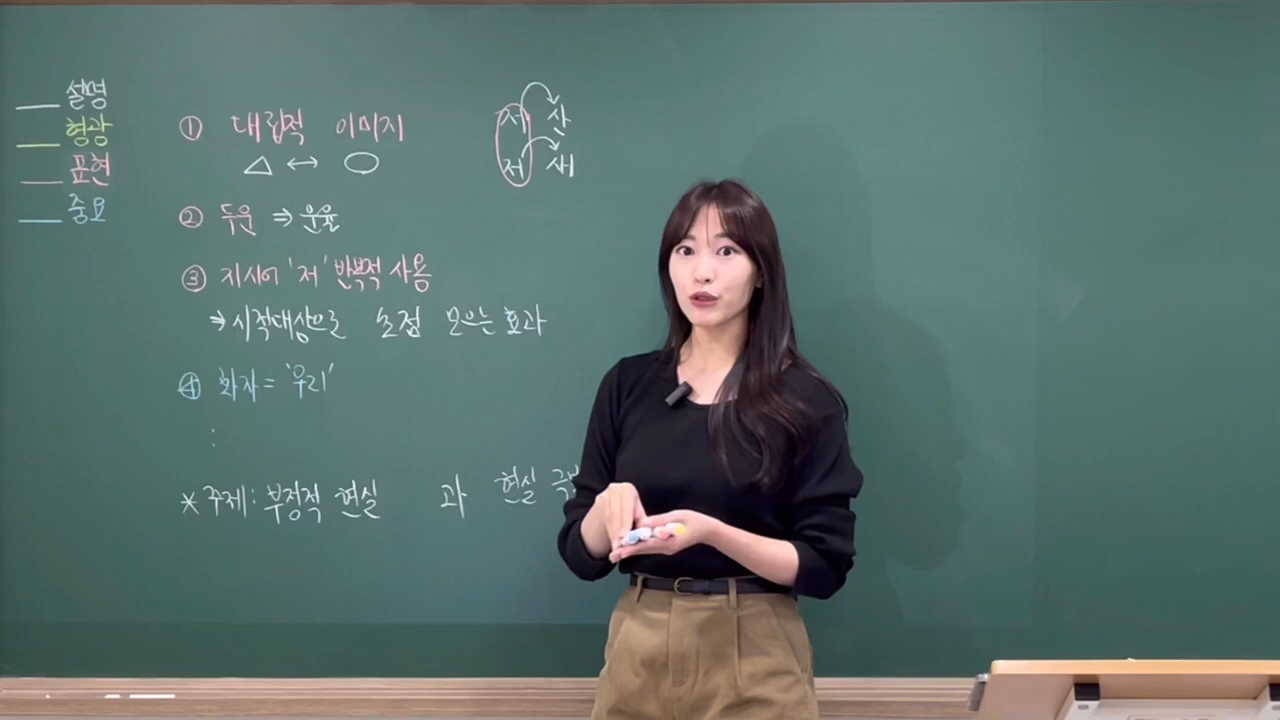 설명
형광
표현
중요
① 대립적 이미지
△ ↔ ○
② 두운 ⇒ 운율
③ 지시어 '저' 반복적 사용
⇒ 시적대상으로 초점 모으는 효과
④ 화자 = '우리'
:
* 주제: 부정적 현실 과 현실 극
저 산
저 새